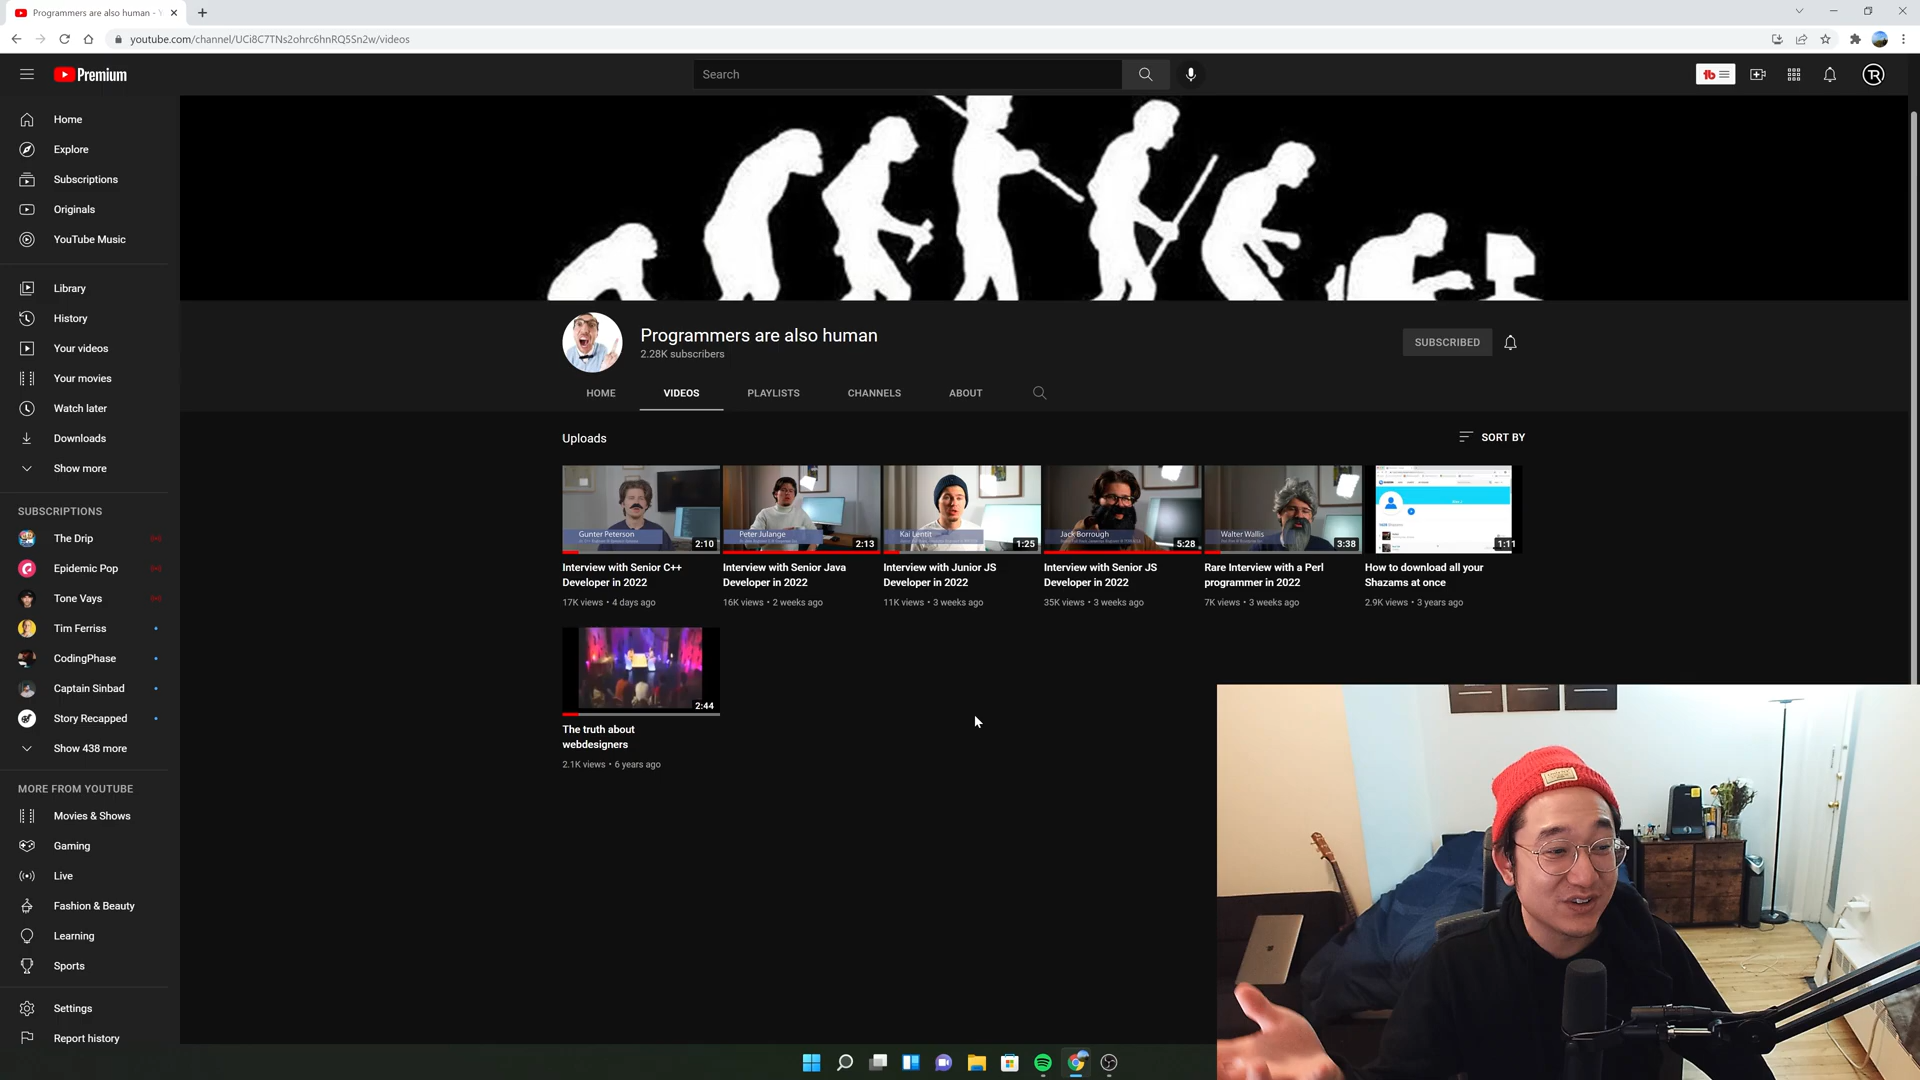 Programmers are also human - Y
youtube.com/channel/UCi8C7TNs2ohrc6hnRQ5Sn2w/videos
Premium
Search
Home
Explore
Subscriptions
Originals
YouTube Music
Library
History
Your videos
Your movies
Watch later
Downloads
Show more
SUBSCRIPTIONS
The Drip
Epidemic Pop
Tone Vays
Tim Ferriss
CodingPhase
Captain Sinbad
Story Recapped
Show 438 more
MORE FROM YOUTUBE
Movies & Shows
Gaming
Live
Fashion & Beauty
Learning
Sports
Settings
Report history
Programmers are also human
2.28K subscribers
SUBSCRIBED
HOME
VIDEOS
PLAYLISTS
CHANNELS
ABOUT
Uploads
SORT BY
Gunter Peterson
2:10
Interview with Senior C++
Developer in 2022
17K views • 4 days ago
Peter Julange
2:13
Interview with Senior Java
Developer in 2022
16K views • 2 weeks ago
Kai Lentit
1:25
Interview with Junior JS
Developer in 2022
11K views • 3 weeks ago
Jack Borrough
5:28
Interview with Senior JS
Developer in 2022
35K views • 3 weeks ago
Walter Wallis
3:38
Rare Interview with a Perl
programmer in 2022
7K views • 3 weeks ago
1:11
How to download all your
Shazams at once
2.9K views • 3 years ago
2:44
The truth about
webdesigners
2.1K views • 6 years ago